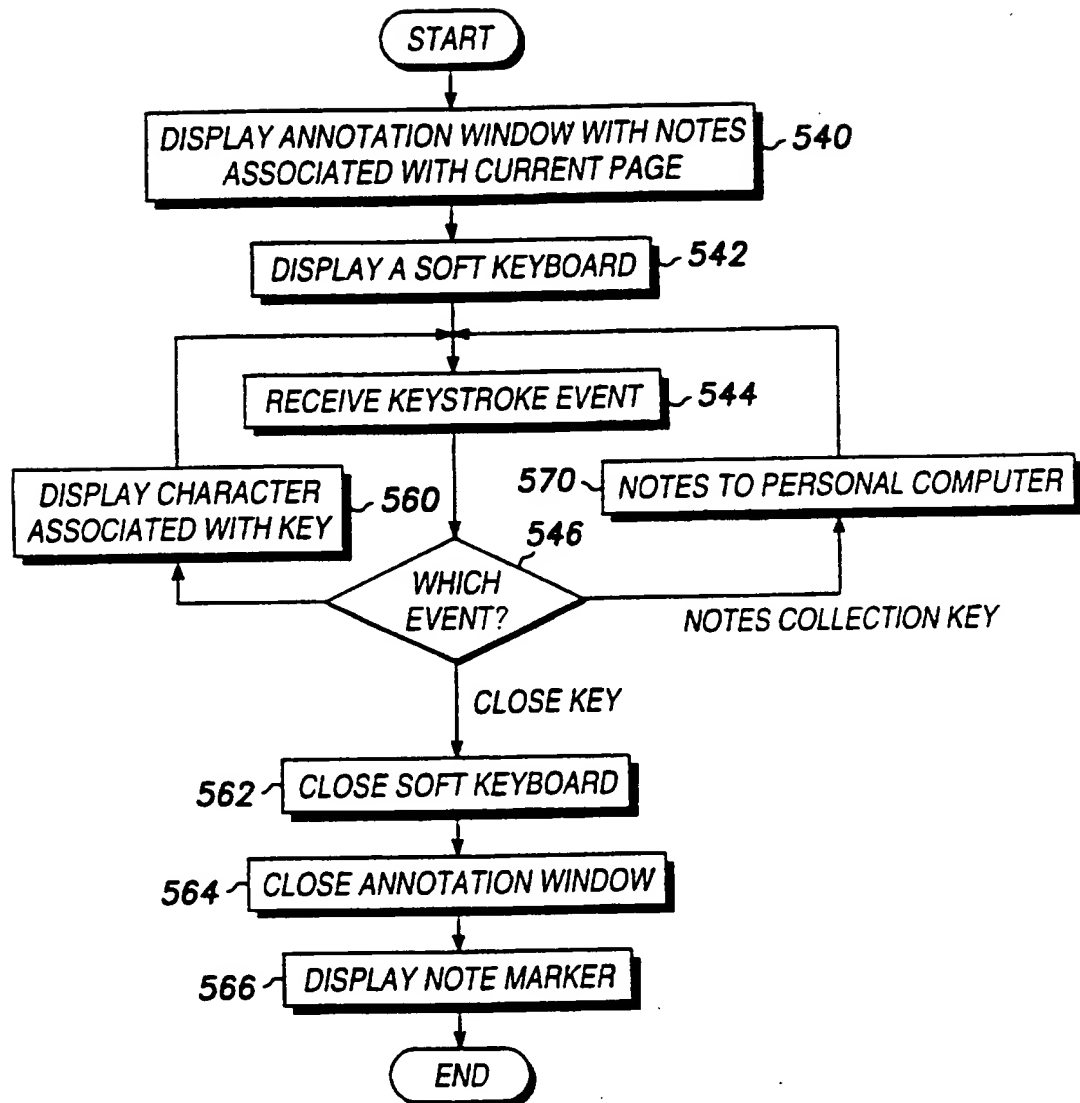 START
DISPLAY ANNOTATION WINDOW WITH NOTES
ASSOCIATED WITH CURRENT PAGE
540
DISPLAY A SOFT KEYBOARD
542
RECEIVE KEYSTROKE EVENT
544
DISPLAY CHARACTER
ASSOCIATED WITH KEY
560
570
NOTES TO PERSONAL COMPUTER
546
WHICH
EVENT?
NOTES COLLECTION KEY
CLOSE KEY
562
CLOSE SOFT KEYBOARD
564
CLOSE ANNOTATION WINDOW
566
DISPLAY NOTE MARKER
END